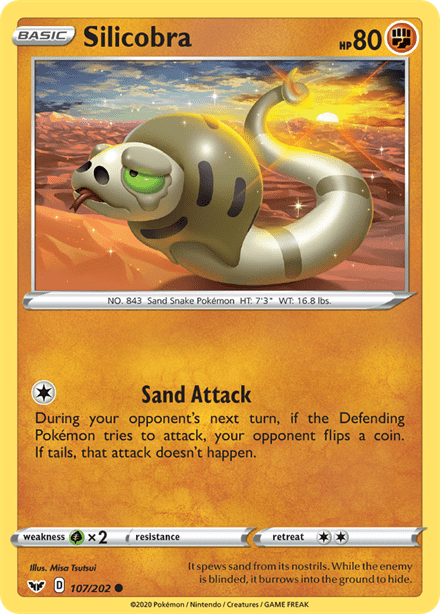 BASIC Silicobra HP 80
NO. 843 Sand Snake Pokémon HT: 7'3" WT: 16.8 lbs.
Sand Attack
During your opponent's next turn, if the Defending
Pokémon tries to attack, your opponent flips a coin.
If tails, that attack doesn't happen.
weakness ×2 resistance retreat
Illus. Misa Tsutsui
It spews sand from its nostrils. While the enemy
is blinded, it burrows into the ground to hide.
D 107/202
©2020 Pokémon / Nintendo / Creatures / GAME FREAK